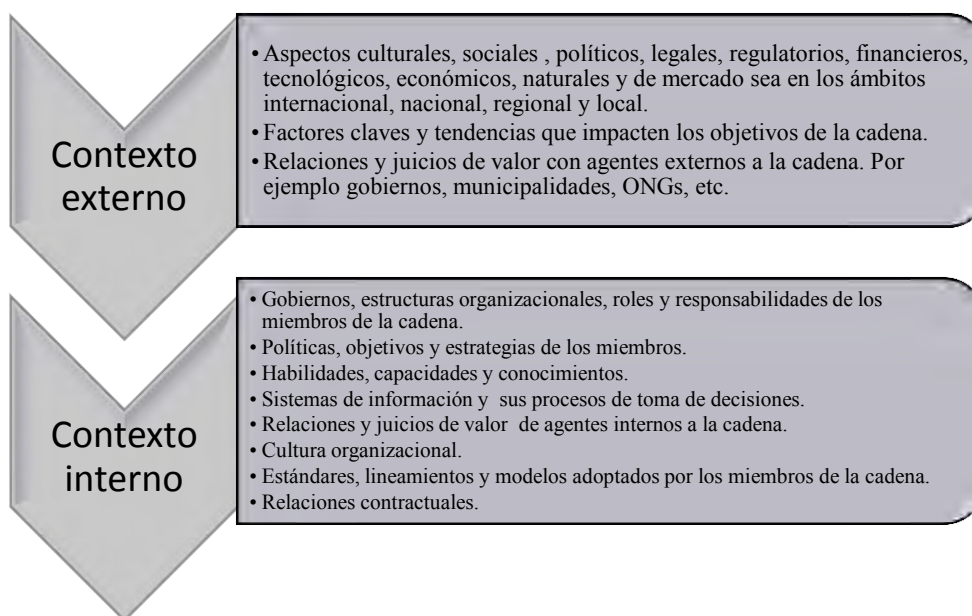 Contexto
externo
• Aspectos culturales, sociales , políticos, legales, regulatorios, financieros,
tecnológicos, económicos, naturales y de mercado sea en los ámbitos
internacional, nacional, regional y local.
• Factores claves y tendencias que impacten los objetivos de la cadena.
• Relaciones y juicios de valor con agentes externos a la cadena. Por
ejemplo gobiernos, municipalidades, ONGs, etc.
Contexto
interno
• Gobiernos, estructuras organizacionales, roles y responsabilidades de los
miembros de la cadena.
• Políticas, objetivos y estrategias de los miembros.
• Habilidades, capacidades y conocimientos.
• Sistemas de información y sus procesos de toma de decisiones.
• Relaciones y juicios de valor de agentes internos a la cadena.
• Cultura organizacional.
• Estándares, lineamientos y modelos adoptados por los miembros de la cadena.
• Relaciones contractuales.